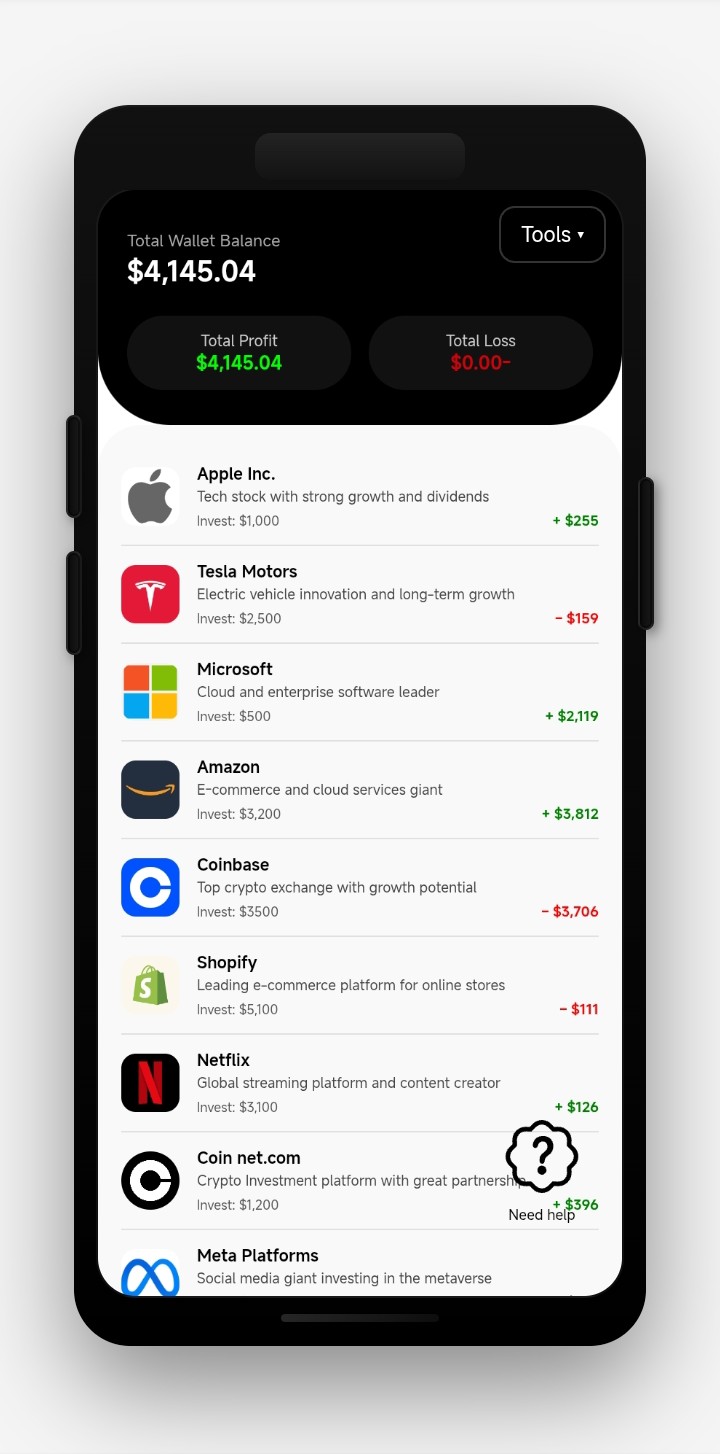 Tools ▾
Total Wallet Balance
$4,145.04
Total Profit
$4,145.04
Total Loss
$0.00-
Apple Inc.
Tech stock with strong growth and dividends
Invest: $1,000
+ $255
Tesla Motors
Electric vehicle innovation and long-term growth
Invest: $2,500
- $159
Microsoft
Cloud and enterprise software leader
Invest: $500
+ $2,119
Amazon
E-commerce and cloud services giant
Invest: $3,200
+ $3,812
Coinbase
Top crypto exchange with growth potential
Invest: $3500
- $3,706
Shopify
Leading e-commerce platform for online stores
Invest: $5,100
- $111
Netflix
Global streaming platform and content creator
Invest: $3,100
+ $126
Coin net.com
Crypto Investment platform with great partnership
Invest: $1,200
+ $396
?
Need help
Meta Platforms
Social media giant investing in the metaverse